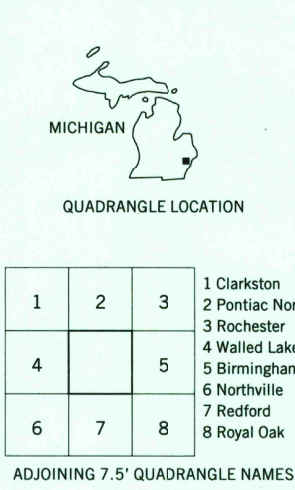 MICHIGAN
QUADRANGLE LOCATION
1 2 3
4 5
6 7 8
1 Clarkston
2 Pontiac Nor
3 Rochester
4 Walled Lake
5 Birmingham
6 Northville
7 Redford
8 Royal Oak
ADJOINING 7.5' QUADRANGLE NAMES